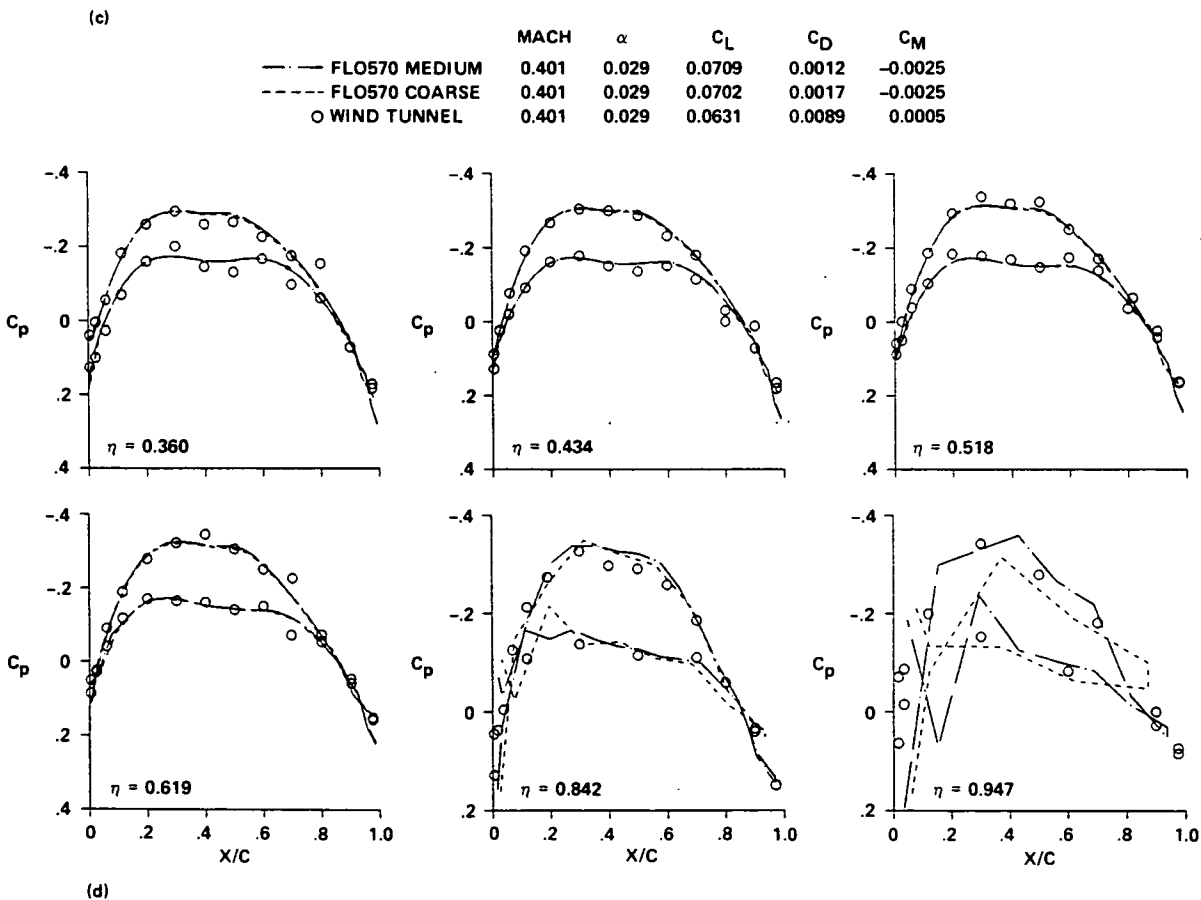 (c)
MACH α C_L C_D C_M
FLO570 MEDIUM 0.401 0.029 0.0709 0.0012 -0.0025
FLO570 COARSE 0.401 0.029 0.0702 0.0017 -0.0025
WIND TUNNEL 0.401 0.029 0.0631 0.0089 0.0005
-.4 -.4 -.4
-.2 -.2 -.2
C_p 0 C_p 0 C_p 0
.2 .2 .2
η = 0.360 η = 0.434 η = 0.518
.4 .4 .4
-.4 -.4 -.4
-.2 -.2 -.2
C_p 0 C_p 0 C_p 0
.2
η = 0.619 η = 0.842 η = 0.947
.4 .2 .2
0 .2 .4 .6 .8 1.0 0 .2 .4 .6 .8 1.0 0 .2 .4 .6 .8 1.0
X/C X/C X/C
(d)